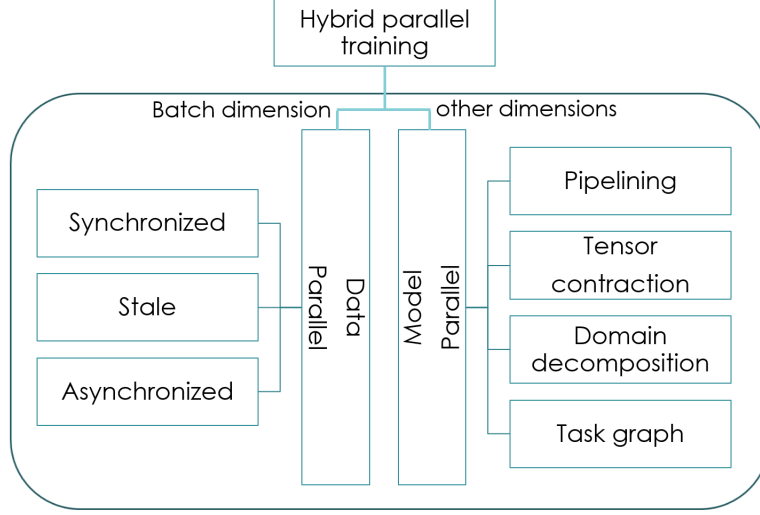 Hybrid parallel
training
Batch dimension
other dimensions
Synchronized
Stale
Asynchronized
Data
Parallel
Model
Parallel
Pipelining
Tensor
contraction
Domain
decomposition
Task graph